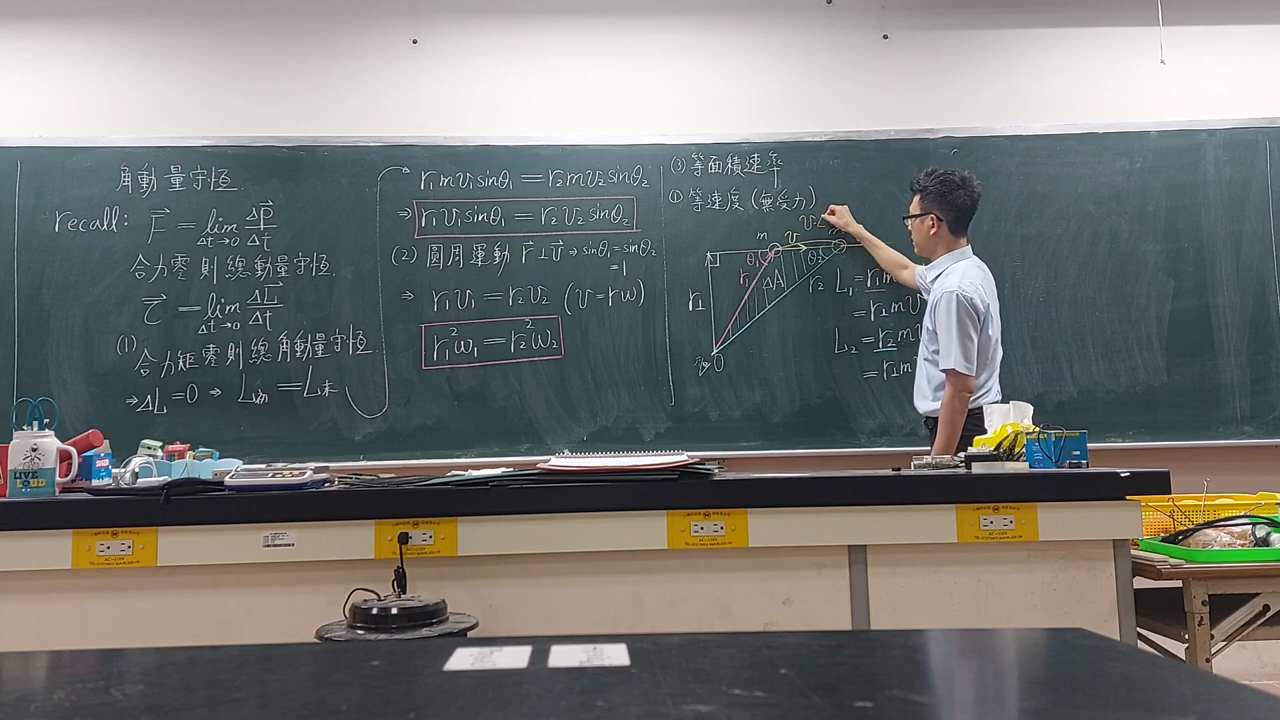 角動量守恆
recall: F⃗ = lim Δt→0 ΔP⃗/Δt
合力零則總動量守恆
τ⃗ = lim Δt→0 ΔL⃗/Δt
(1)
合力矩零則總角動量守恆
⇒ ΔL = 0 ⇒ L初 = L末
r₁mv₁sinθ₁ = r₂mv₂sinθ₂
⇒ r₁v₁sinθ₁ = r₂v₂sinθ₂
(2) 圓周運動 r⃗⊥v⃗ ⇒ sinθ₁ = sinθ₂
= 1
⇒ r₁v₁ = r₂v₂ (v = rω)
r₁²ω₁ = r₂²ω₂
(3) 等面積速率
① 等速度 (無受力)
m
v
θ₁
θ₂
r⊥
r₁
ΔA
r₂
O
L₁ = r₁m
= r⊥mv
L₂ = r₂mv
= r⊥m
LIVE
LOUD